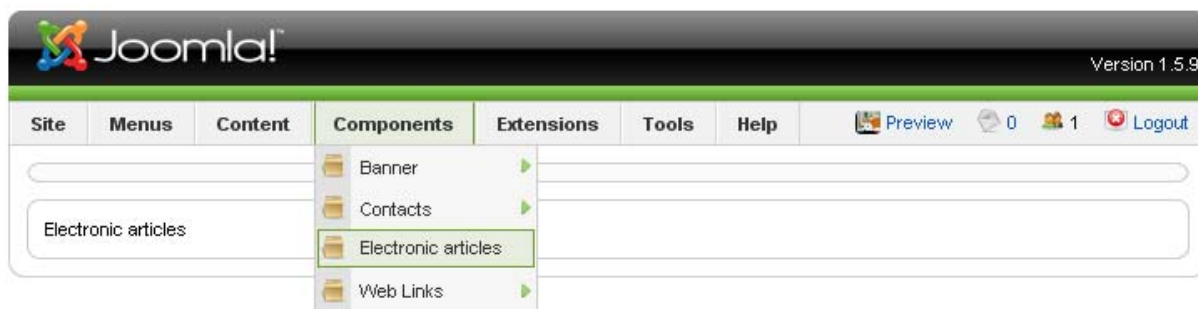 Joomla!™
Version 1.5.9
Site Menus Content Components Extensions Tools Help Preview 0 1 Logout
Banner
Contacts
Electronic articles
Electronic articles
Web Links